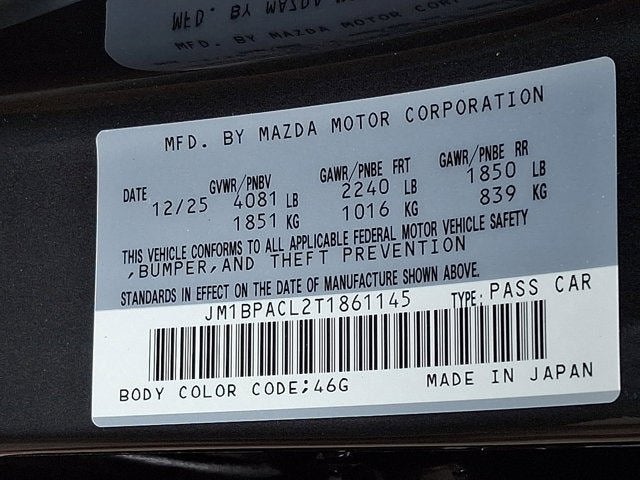 MFD. BY MAZDA MOTOR CORPORATION
DATE 12/25 GVWR/PNBV 4081 LB 1851 KG GAWR/PNBE FRT 2240 LB 1016 KG GAWR/PNBE RR 1850 LB 839 KG
THIS VEHICLE CONFORMS TO ALL APPLICABLE FEDERAL MOTOR VEHICLE SAFETY
,BUMPER,AND THEFT PREVENTION
STANDARDS IN EFFECT ON THE DATE OF MANUFACTURE SHOWN ABOVE.
JM1BPACL2T1861145 TYPE: PASS CAR
BODY COLOR CODE:46G MADE IN JAPAN